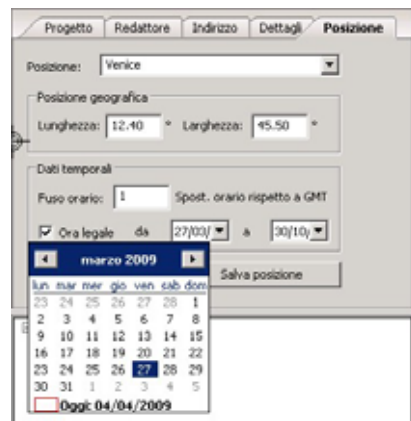 Progetto Redattore Indirizzo Dettagli Posizione
Posizione: Venice
Posizione geografica
Lunghezza: 12.40 ° Larghezza: 45.50 °
Dati temporali
Fuso orario: 1 Spost. orario rispetto a GMT
Ora legale da 27/03/ a 30/10/
marzo 2009
Salva posizione
lun mar mer gio ven sab dom
23 24 25 26 27 28 1
2 3 4 5 6 7 8
9 10 11 12 13 14 15
16 17 18 19 20 21 22
23 24 25 26 27 28 29
30 31 1 2 3 4 5
Oggi: 04/04/2009